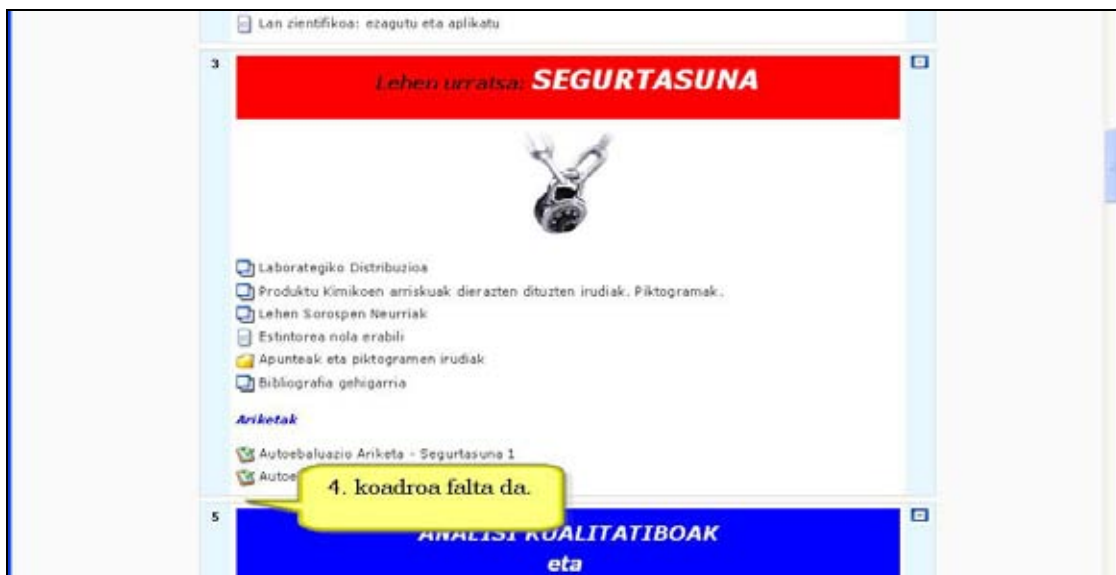 Lan zientifikoa: ezagutu eta aplikatu
3
Lehen urratsa: SEGURTASUNA
Laborategiko Distribuzioa
Produktu Kimikoen arriskuak dierazten dituzten irudiak. Piktogramak.
Lehen Sorospen Neurriak
Estintorea nola erabili
Apunteak eta piktogramen irudiak
Bibliografia gehigarria
Ariketak
Autoebaluazio Ariketa - Segurtasuna 1
4. koadroa falta da.
5
ANALISI KUALITATIBOAK
eta